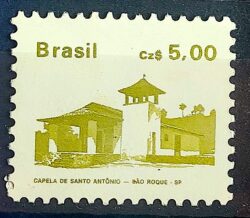 Brasil Cz$ 5,00
CAPELA DE SANTO ANTÔNIO — SÃO ROQUE - SP